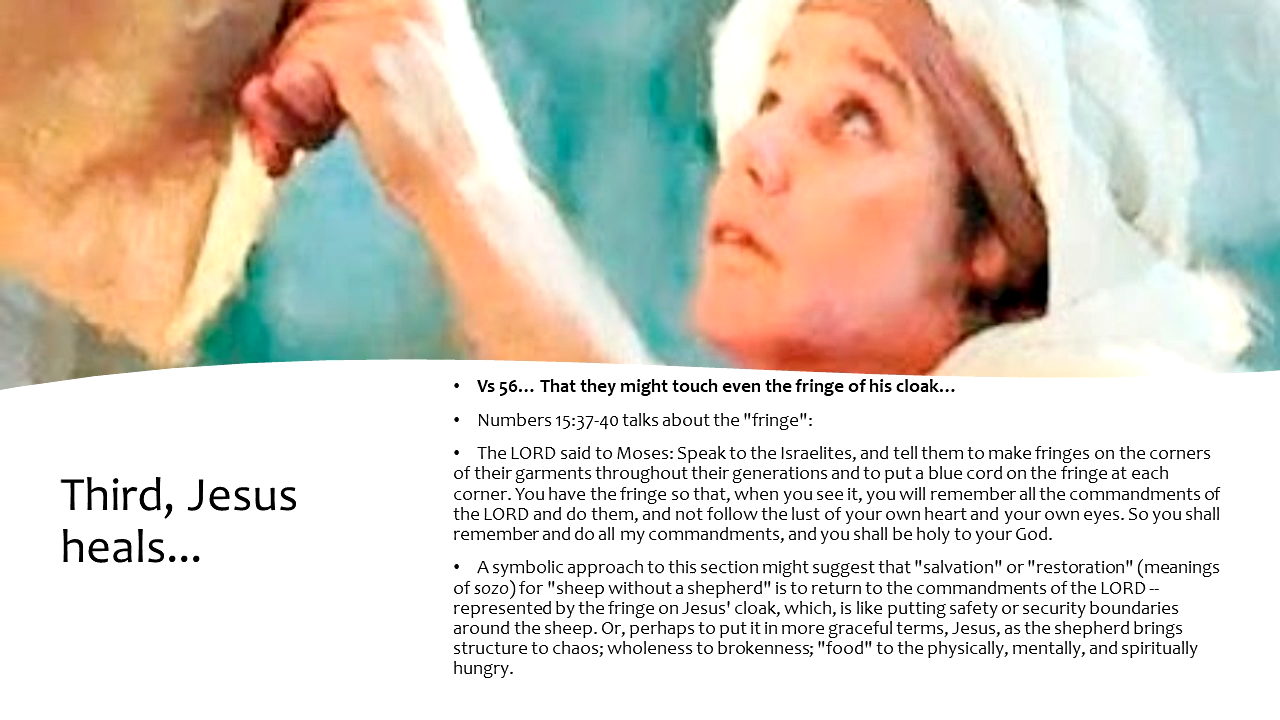 Third, Jesus
heals...
• Vs 56… That they might touch even the fringe of his cloak…
• Numbers 15:37-40 talks about the "fringe":
• The LORD said to Moses: Speak to the Israelites, and tell them to make fringes on the corners
of their garments throughout their generations and to put a blue cord on the fringe at each
corner. You have the fringe so that, when you see it, you will remember all the commandments of
the LORD and do them, and not follow the lust of your own heart and your own eyes. So you shall
remember and do all my commandments, and you shall be holy to your God.
• A symbolic approach to this section might suggest that "salvation" or "restoration" (meanings
of sozo) for "sheep without a shepherd" is to return to the commandments of the LORD --
represented by the fringe on Jesus' cloak, which, is like putting safety or security boundaries
around the sheep. Or, perhaps to put it in more graceful terms, Jesus, as the shepherd brings
structure to chaos; wholeness to brokenness; "food" to the physically, mentally, and spiritually
hungry.